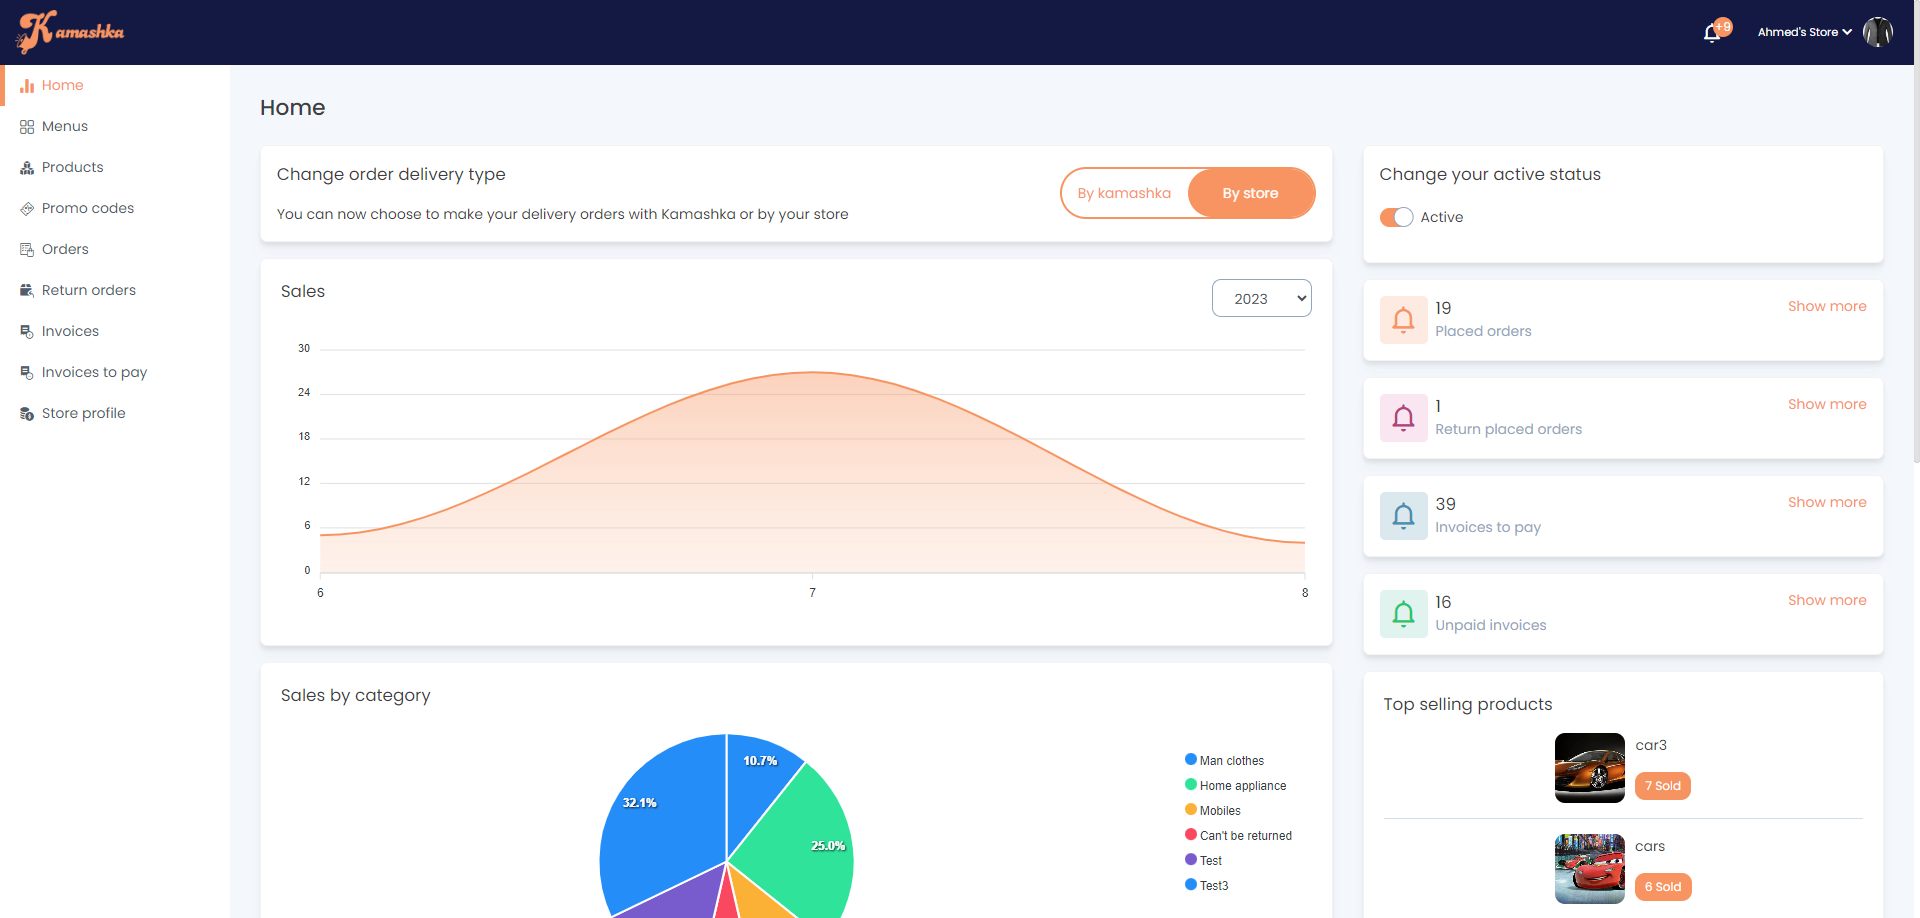 Kamashka
+9
Ahmed's Store
Home
Menus
Products
Promo codes
Orders
Return orders
Invoices
Invoices to pay
Store profile
Home
Change order delivery type
You can now choose to make your delivery orders with Kamashka or by your store
By kamashka
By store
Sales
2023
30
24
18
12
6
0
6 7 8
Sales by category
10.7%
32.1%
25.0%
Man clothes
Home appliance
Mobiles
Can't be returned
Test
Test3
Change your active status
Active
19
Placed orders
Show more
1
Return placed orders
Show more
39
Invoices to pay
Show more
16
Unpaid invoices
Show more
Top selling products
car3
7 Sold
cars
6 Sold